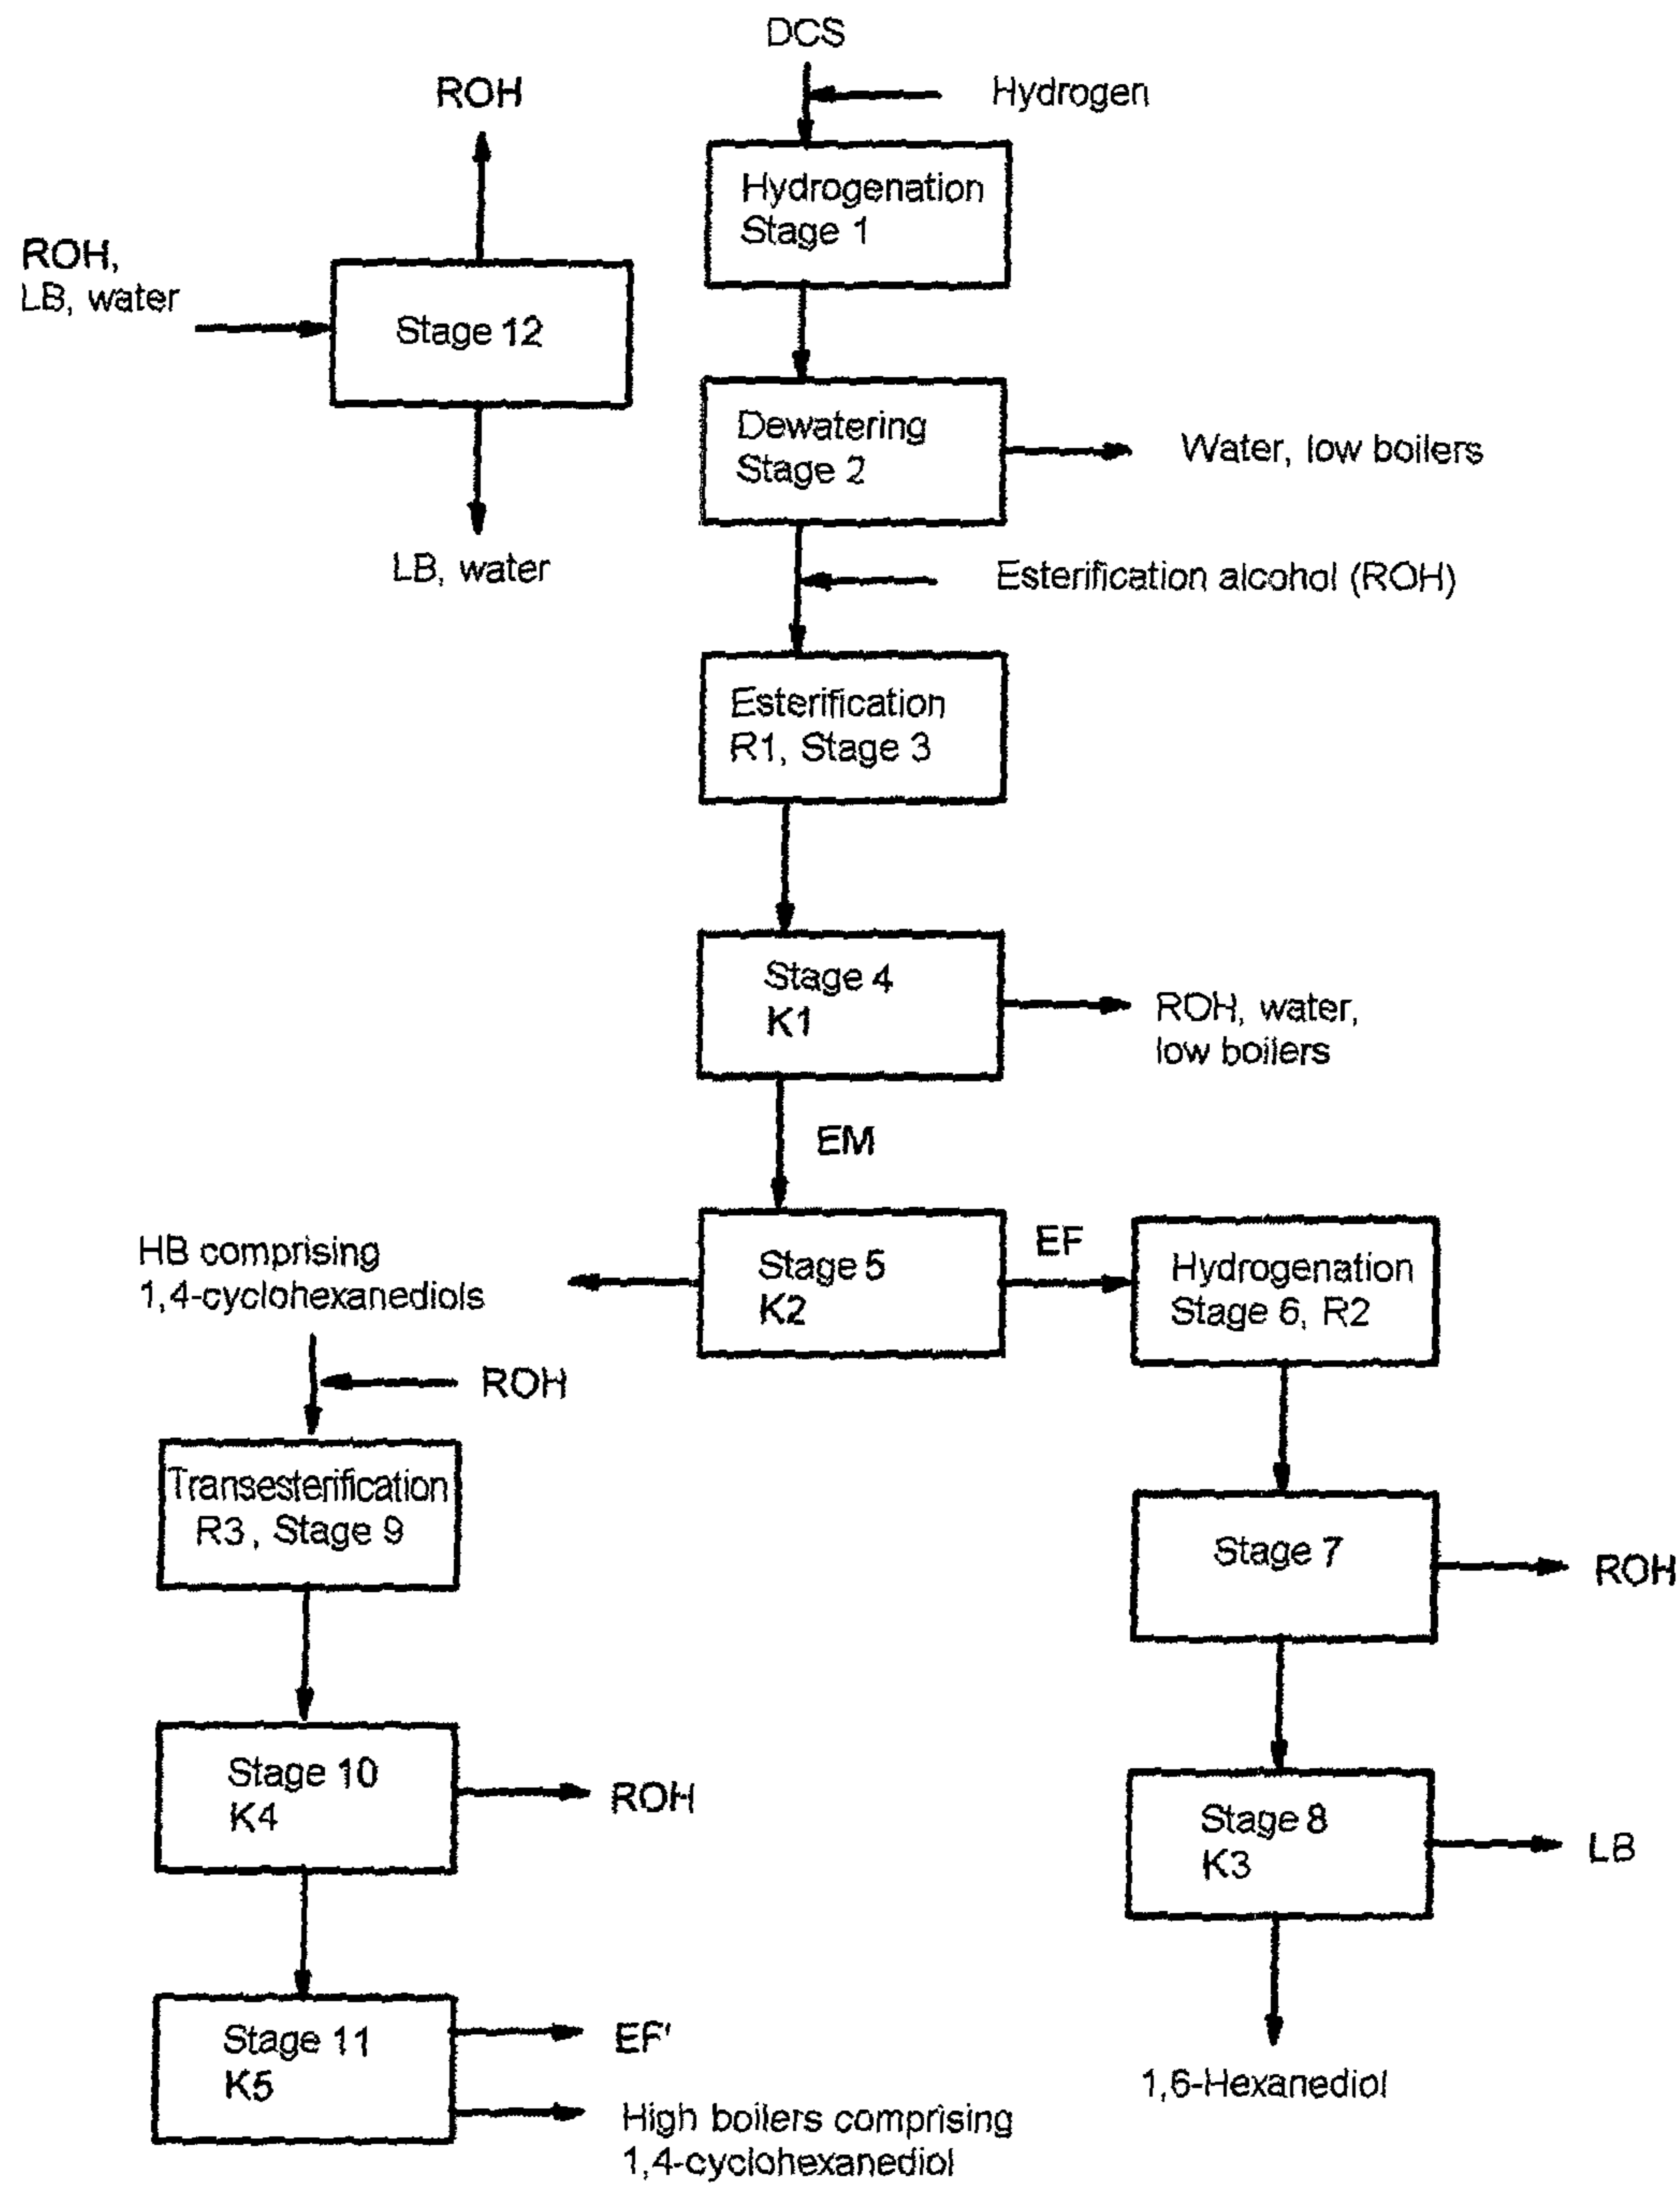 DCS
Hydrogen
Hydrogenation
Stage 1
ROH
ROH,
LB, water
Stage 12
LB, water
Dewatering
Stage 2
Water, low boilers
Esterification alcohol (ROH)
Esterification
R1, Stage 3
Stage 4
K1
ROH, water,
low boilers
EM
Stage 5
K2
EF
Hydrogenation
Stage 6, R2
HB comprising
1,4-cyclohexanediols
ROH
Transesterification
R3, Stage 9
Stage 7
ROH
Stage 10
K4
ROH
Stage 8
K3
LB
Stage 11
K5
EF'
High boilers comprising
1,4-cyclohexanediol
1,6-Hexanediol